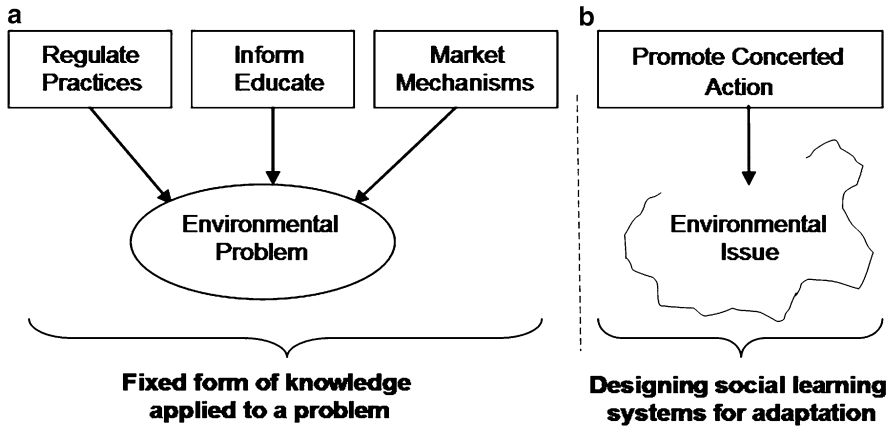 a
Regulate
Practices
Inform
Educate
Market
Mechanisms
Environmental
Problem
Fixed form of knowledge
applied to a problem
b
Promote Concerted
Action
Environmental
Issue
Designing social learning
systems for adaptation